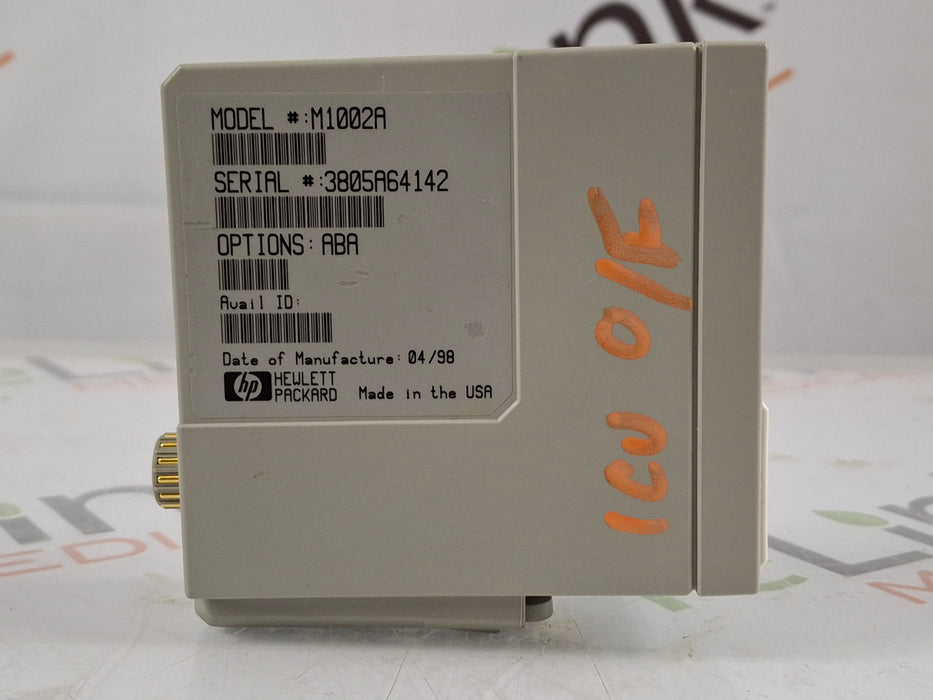 MODEL #:M1002A
SERIAL #:3805A64142
OPTIONS: ABA
Avail ID:
Date of Manufacture: 04/98
hp HEWLETT
PACKARD Made in the USA
ICU O/E